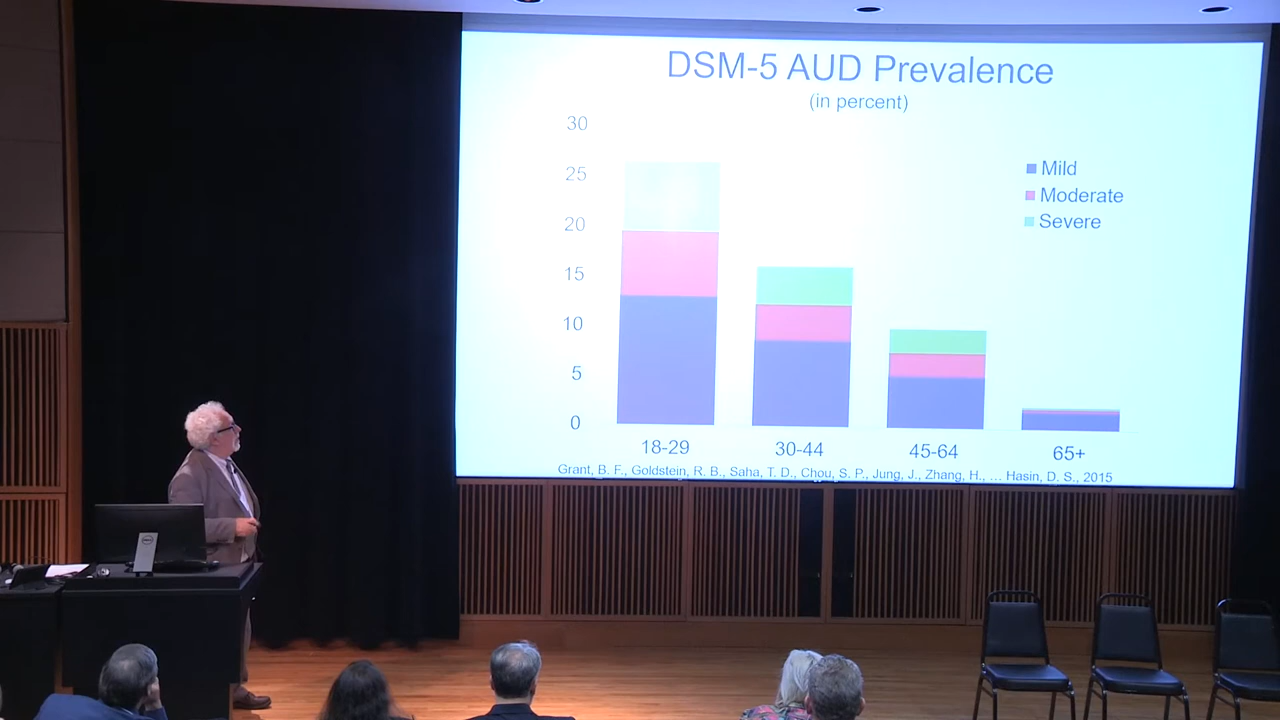 DSM-5 AUD Prevalence
(in percent)
30
25
20
15
10
5
0
Mild
Moderate
Severe
18-29
30-44
45-64
65+
Grant, B. F., Goldstein, R. B., Saha, T. D., Chou, S. P., Jung, J., Zhang, H., ... Hasin, D. S., 2015
DELL